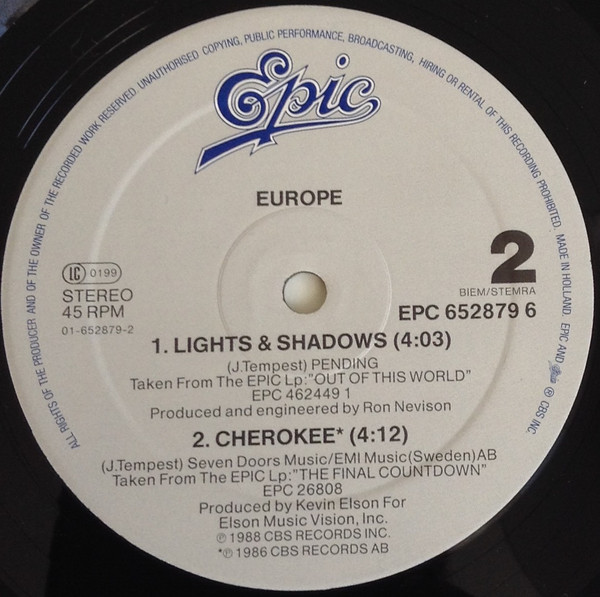 ALL RIGHTS OF THE PRODUCER AND OF THE OWNER OF THE RECORDED WORK RESERVED. UNAUTHORISED COPYING, PUBLIC PERFORMANCE, BROADCASTING, HIRING OR RENTAL OF THIS RECORDING PROHIBITED. MADE IN HOLLAND. EPIC AND Epic ® CBS INC.
Epic
EUROPE
2
LC 0199
BIEM/STEMRA
STEREO
45 RPM
EPC 652879 6
01-652879-2
1. LIGHTS & SHADOWS (4:03)
(J.Tempest) PENDING
Taken From The EPIC Lp:"OUT OF THIS WORLD"
EPC 462449 1
Produced and engineered by Ron Nevison
2. CHEROKEE* (4:12)
(J.Tempest) Seven Doors Music/EMI Music(Sweden)AB
Taken From The EPIC Lp:"THE FINAL COUNTDOWN"
EPC 26808
Produced by Kevin Elson For
Elson Music Vision, Inc.
℗ 1988 CBS RECORDS INC.
*℗ 1986 CBS RECORDS AB